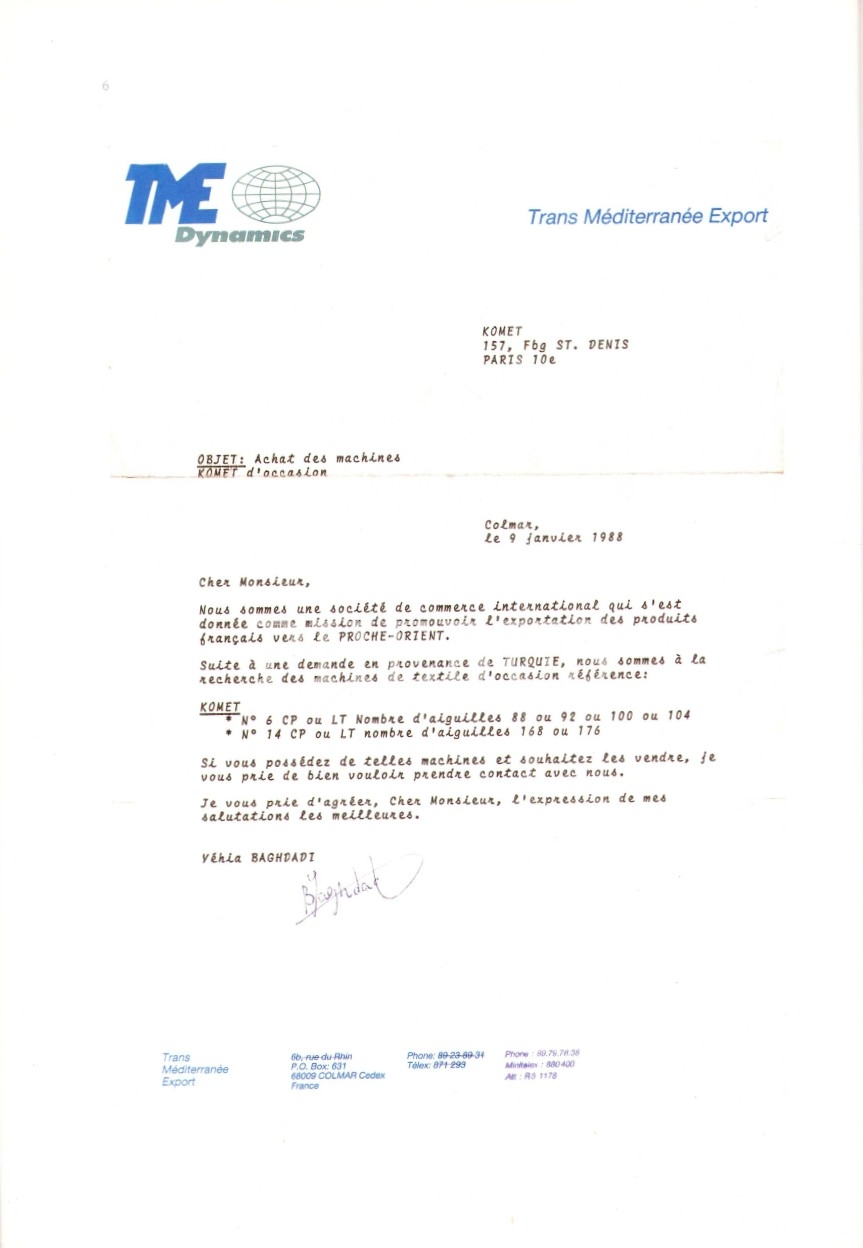 6
TME
Dynamics
Trans Méditerranée Export
KOMET
157, Fbg ST. DENIS
PARIS 10e
OBJET: Achat des machines
KOMET d'occasion
Colmar,
le 9 janvier 1988
Cher Monsieur,
Nous sommes une société de commerce international qui s'est
donnée comme mission de promouvoir l'exportation des produits
français vers le PROCHE-ORIENT.
Suite à une demande en provenance de TURQUIE, nous sommes à la
recherche des machines de textile d'occasion référence:
KOMET
* N° 6 CP ou LT Nombre d'aiguilles 88 ou 92 ou 100 ou 104
* N° 14 CP ou LT nombre d'aiguilles 168 ou 176
Si vous possédez de telles machines et souhaitez les vendre, je
vous prie de bien vouloir prendre contact avec nous.
Je vous prie d'agréer, Cher Monsieur, l'expression de mes
salutations les meilleures.
Yéhia BAGHDADI
Trans
Méditerranée
Export
6b, rue du Rhin
P.O. Box: 631
68009 COLMAR Cedex
France
Phone: 89 23 89 31
Télex: 871 293
Phone : 89.79.78.38
Minitelex : 880400
Att : RS 1178